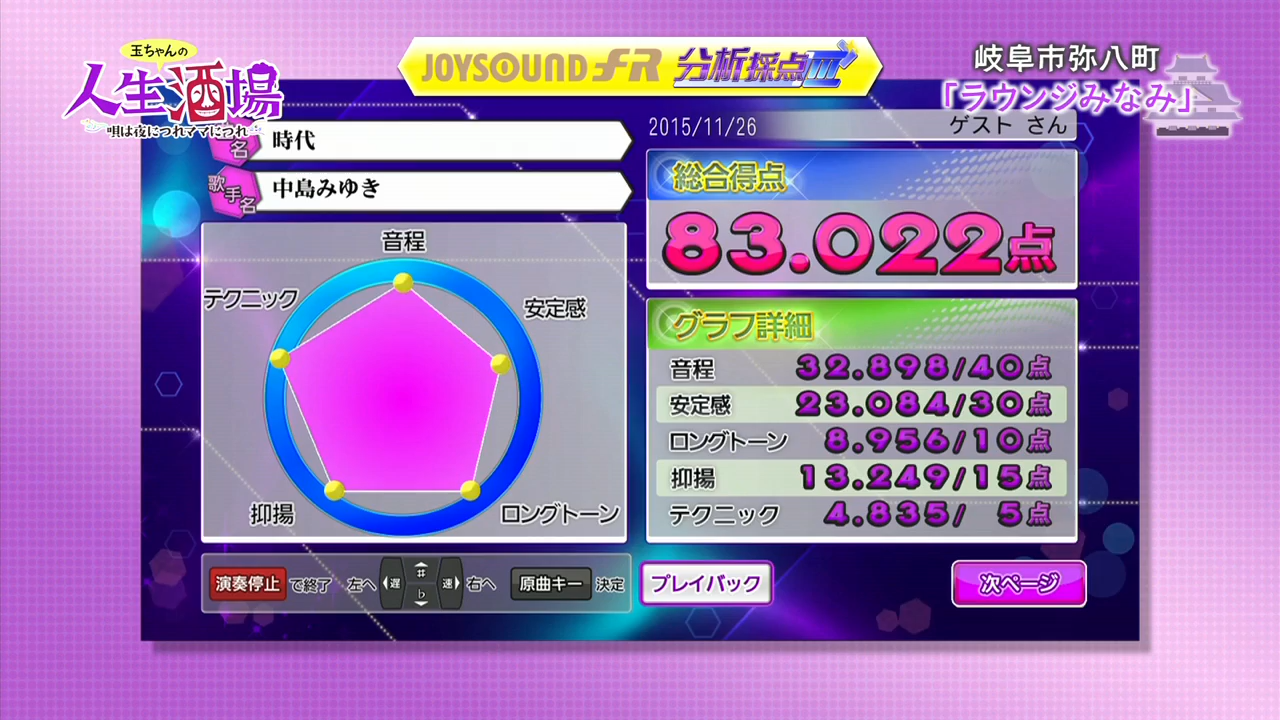 玉ちゃんの
人生酒場
唄は夜につれママにつれ
JOYSOUND FR 分析採点III
岐阜市弥八町
「ラウンジみなみ」
名 時代
歌手名 中島みゆき
2015/11/26 ゲスト さん
総合得点
83.022点
音程
テクニック
安定感
抑揚
ロングトーン
グラフ詳細
音程 32.898/40点
安定感 23.084/30点
ロングトーン 8.956/10点
抑揚 13.249/15点
テクニック 4.835/ 5点
演奏停止 で終了 左へ 遅 ♯ ♭ 速 右へ 原曲キー 決定
プレイバック
次ページ